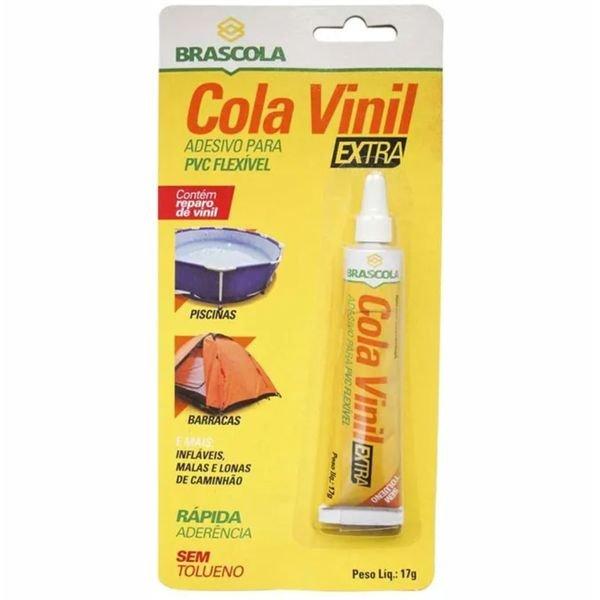 BRASCOLA
Cola Vinil
EXTRA
ADESIVO PARA
PVC FLEXÍVEL
Contém
reparo
de vinil
PISCINAS
BARRACAS
E MAIS:
INFLÁVEIS,
MALAS E LONAS
DE CAMINHÃO
RÁPIDA
ADERÊNCIA
SEM
TOLUENO
BRASCOLA
Cola Vinil
EXTRA
ADESIVO PARA PVC FLEXÍVEL
Peso líq.: 17g
SEM
TOLUENO
Peso Líq.: 17g